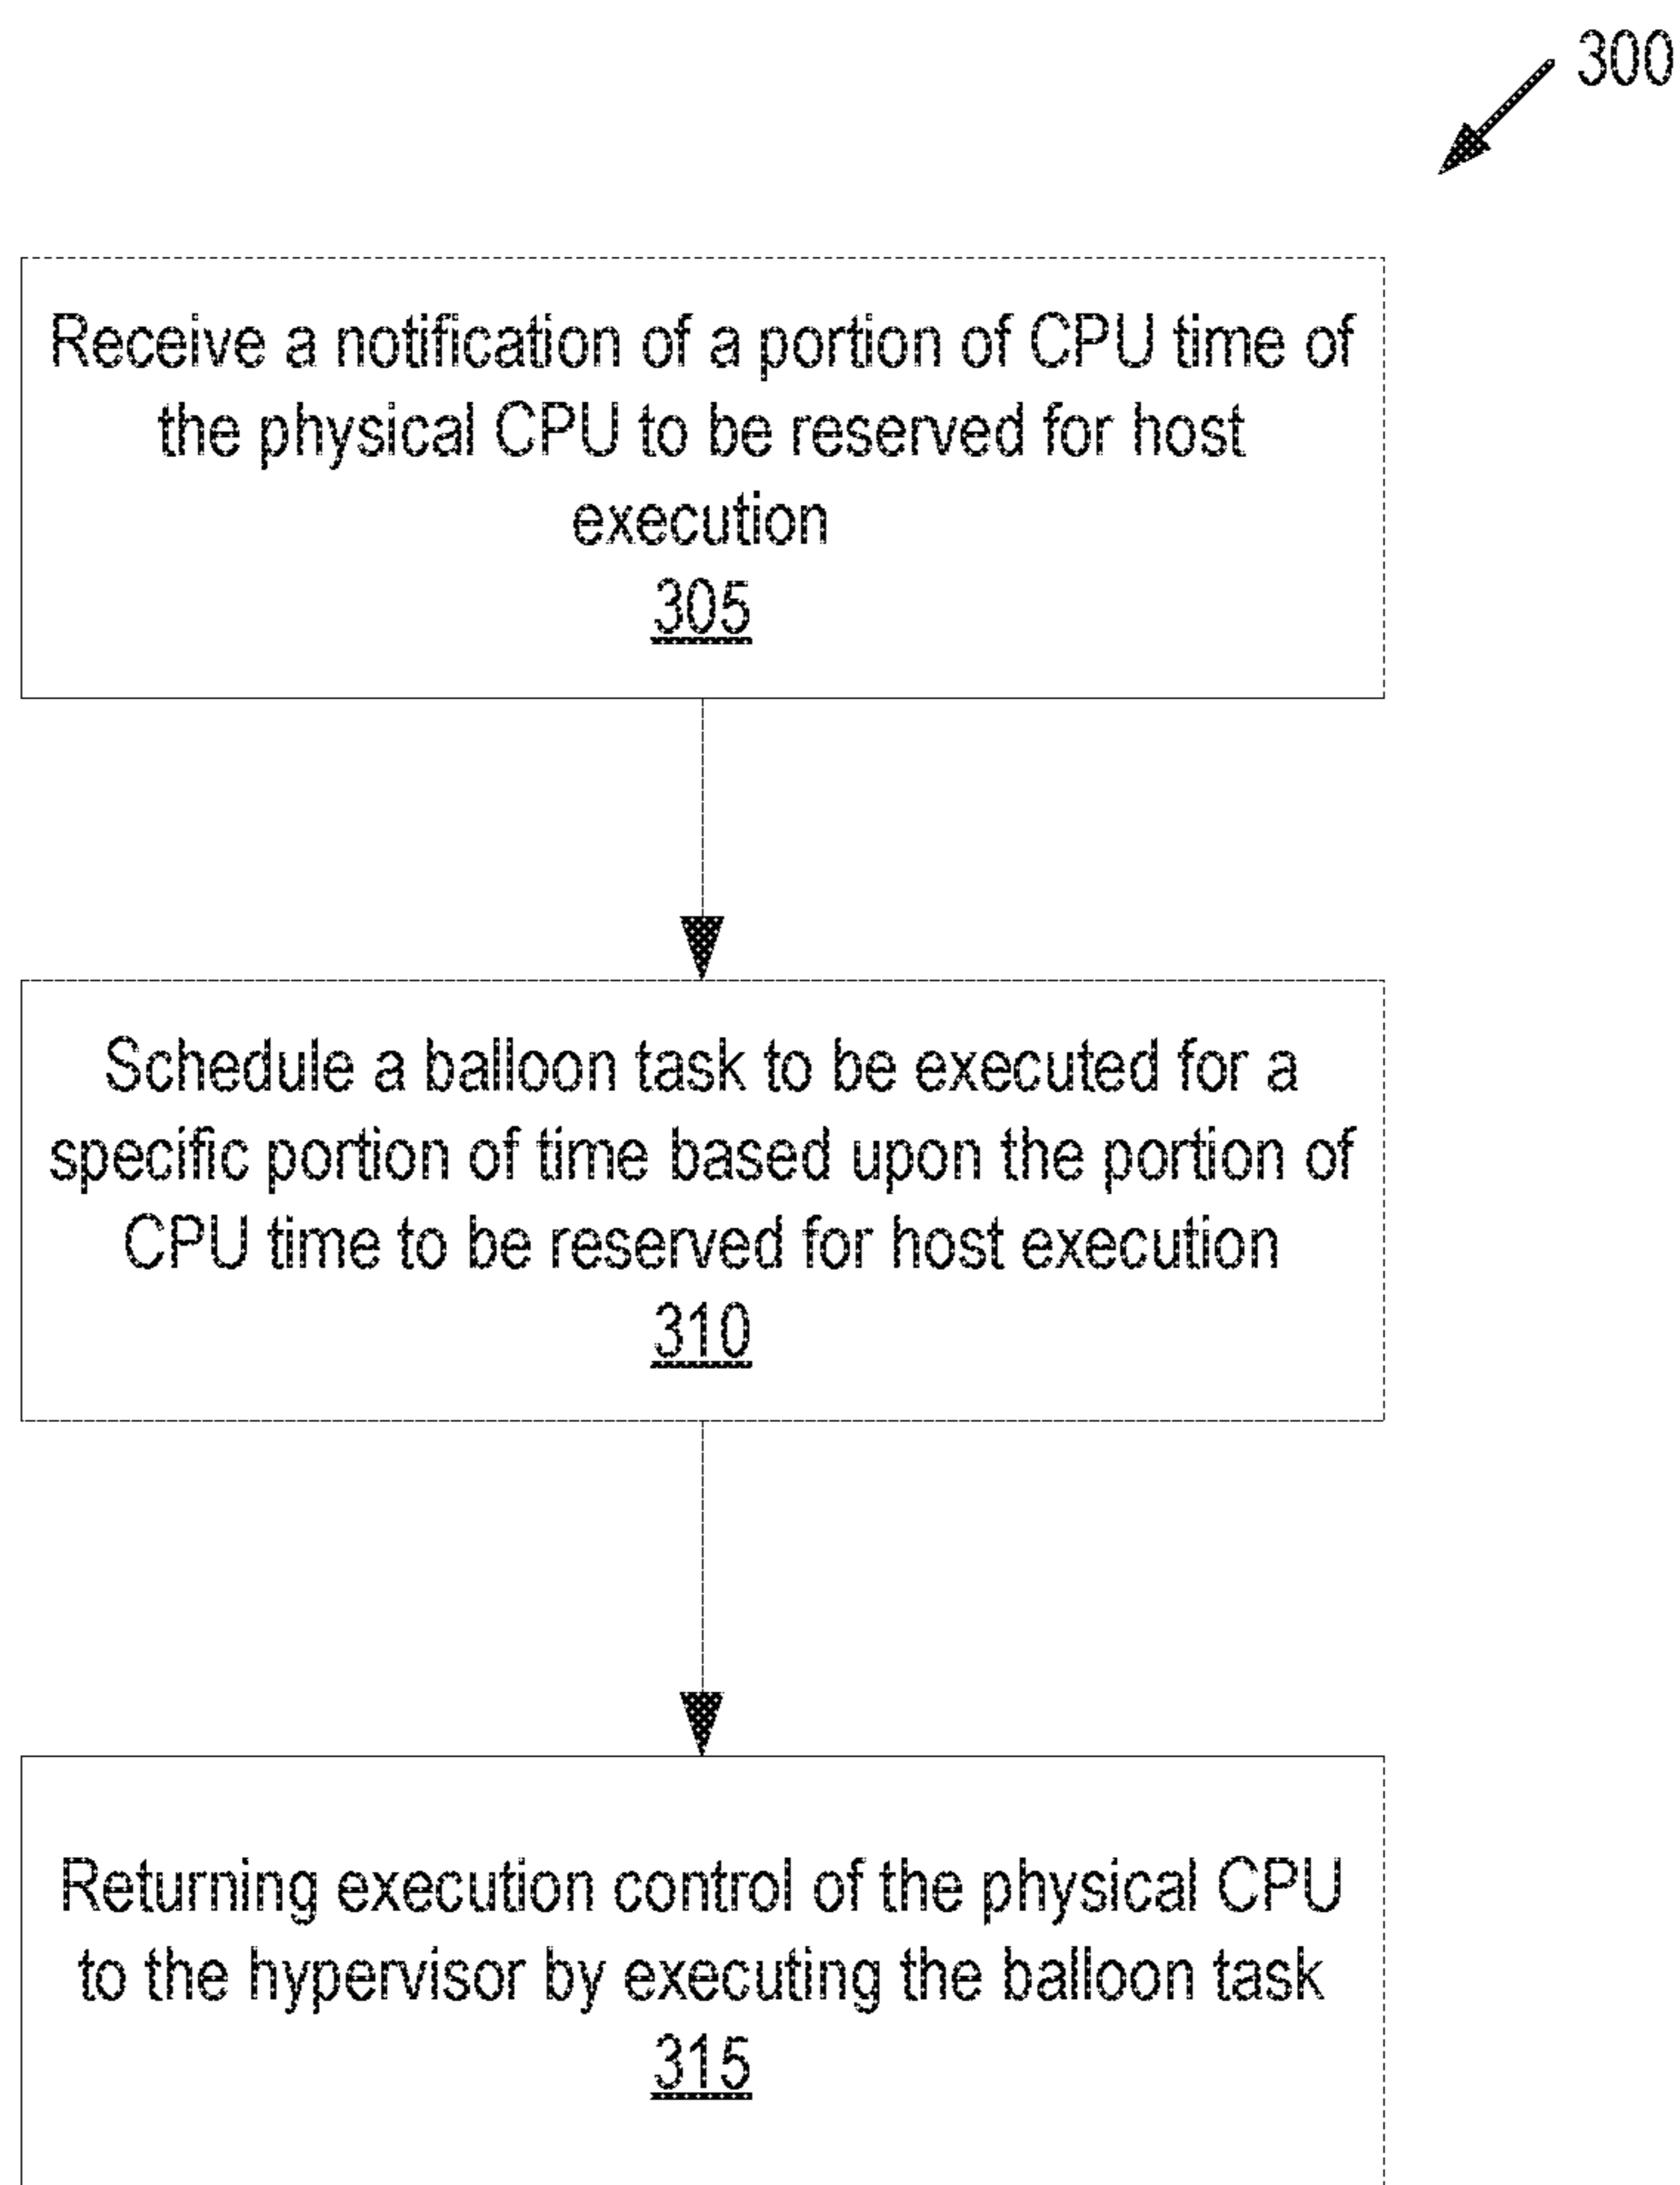 300
Receive a notification of a portion of CPU time of
the physical CPU to be reserved for host
execution
305
Schedule a balloon task to be executed for a
specific portion of time based upon the portion of
CPU time to be reserved for host execution
310
Returning execution control of the physical CPU
to the hypervisor by executing the balloon task
315